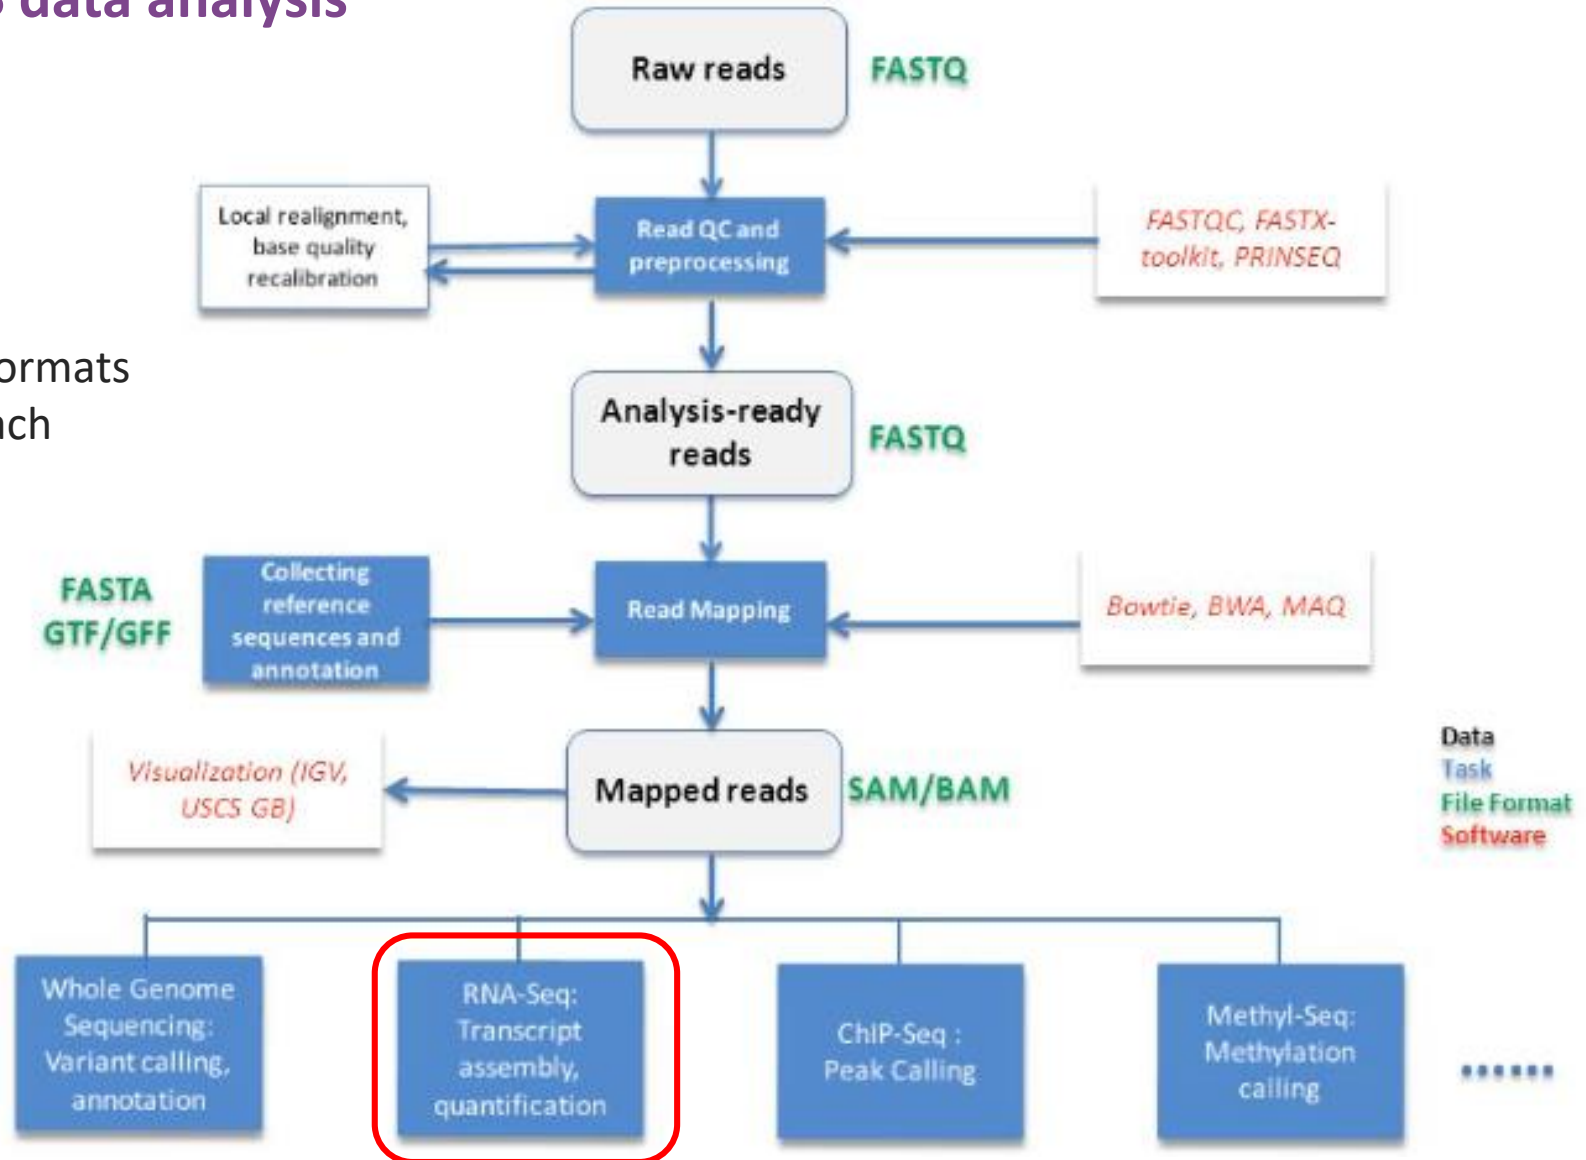 data analysis
Raw reads
FASTQ
Local realignment,
base quality
recalibration
Read QC and
preprocessing
FASTQC, FASTX-
toolkit, PRINSEQ
ormats
Analysis-ready
reads
FASTQ
FASTA
GTF/GFF
Collecting
reference
sequences and
annotation
Read Mapping
Bowtie, BWA, MAQ
Visualization (IGV,
USCS GB)
Mapped reads
SAM/BAM
Data
Task
File Format
Software
Whole Genome
Sequencing:
Variant calling,
annotation
RNA-Seq:
Transcript
assembly,
quantification
ChIP-Seq :
Peak Calling
Methyl-Seq:
Methylation
calling
......